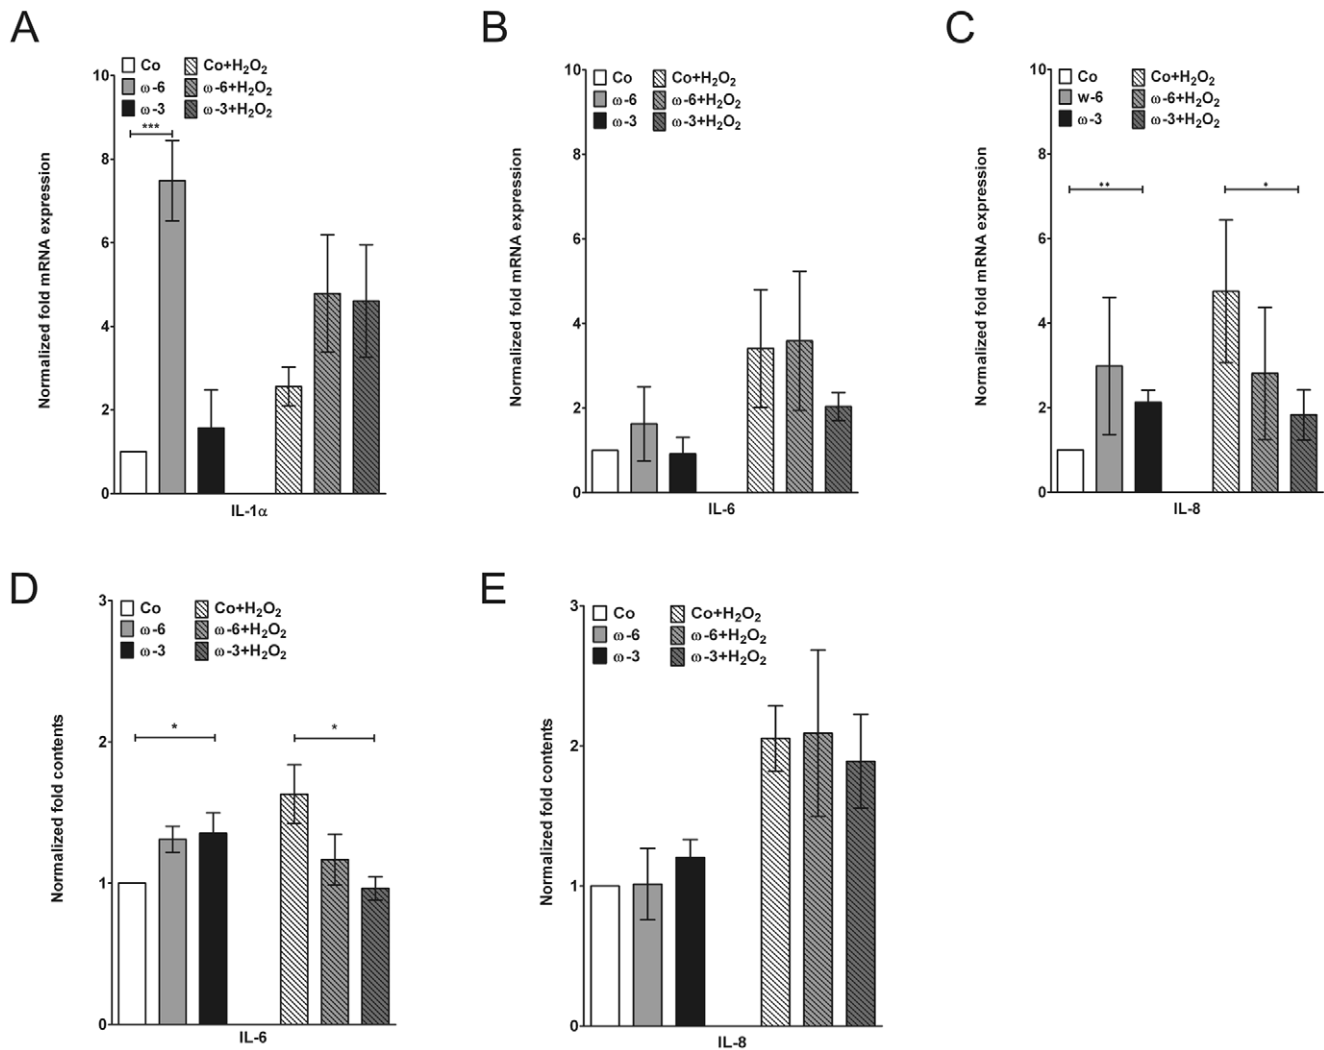 A
Co
Co+H₂O₂
ω-6
ω-6+H₂O₂
ω-3
ω-3+H₂O₂
10
8
6
4
2
0
***
Normalized fold mRNA expression
IL-1α
B
Co
Co+H₂O₂
ω-6
ω-6+H₂O₂
ω-3
ω-3+H₂O₂
10
8
6
4
2
0
Normalized fold mRNA expression
IL-6
C
Co
Co+H₂O₂
w-6
ω-6+H₂O₂
ω-3
ω-3+H₂O₂
10
8
6
4
2
0
**
*
Normalized fold mRNA expression
IL-8
D
Co
Co+H₂O₂
ω-6
ω-6+H₂O₂
ω-3
ω-3+H₂O₂
3
2
1
0
*
*
Normalized fold contents
IL-6
E
Co
Co+H₂O₂
ω-6
ω-6+H₂O₂
ω-3
ω-3+H₂O₂
3
2
1
0
Normalized fold contents
IL-8